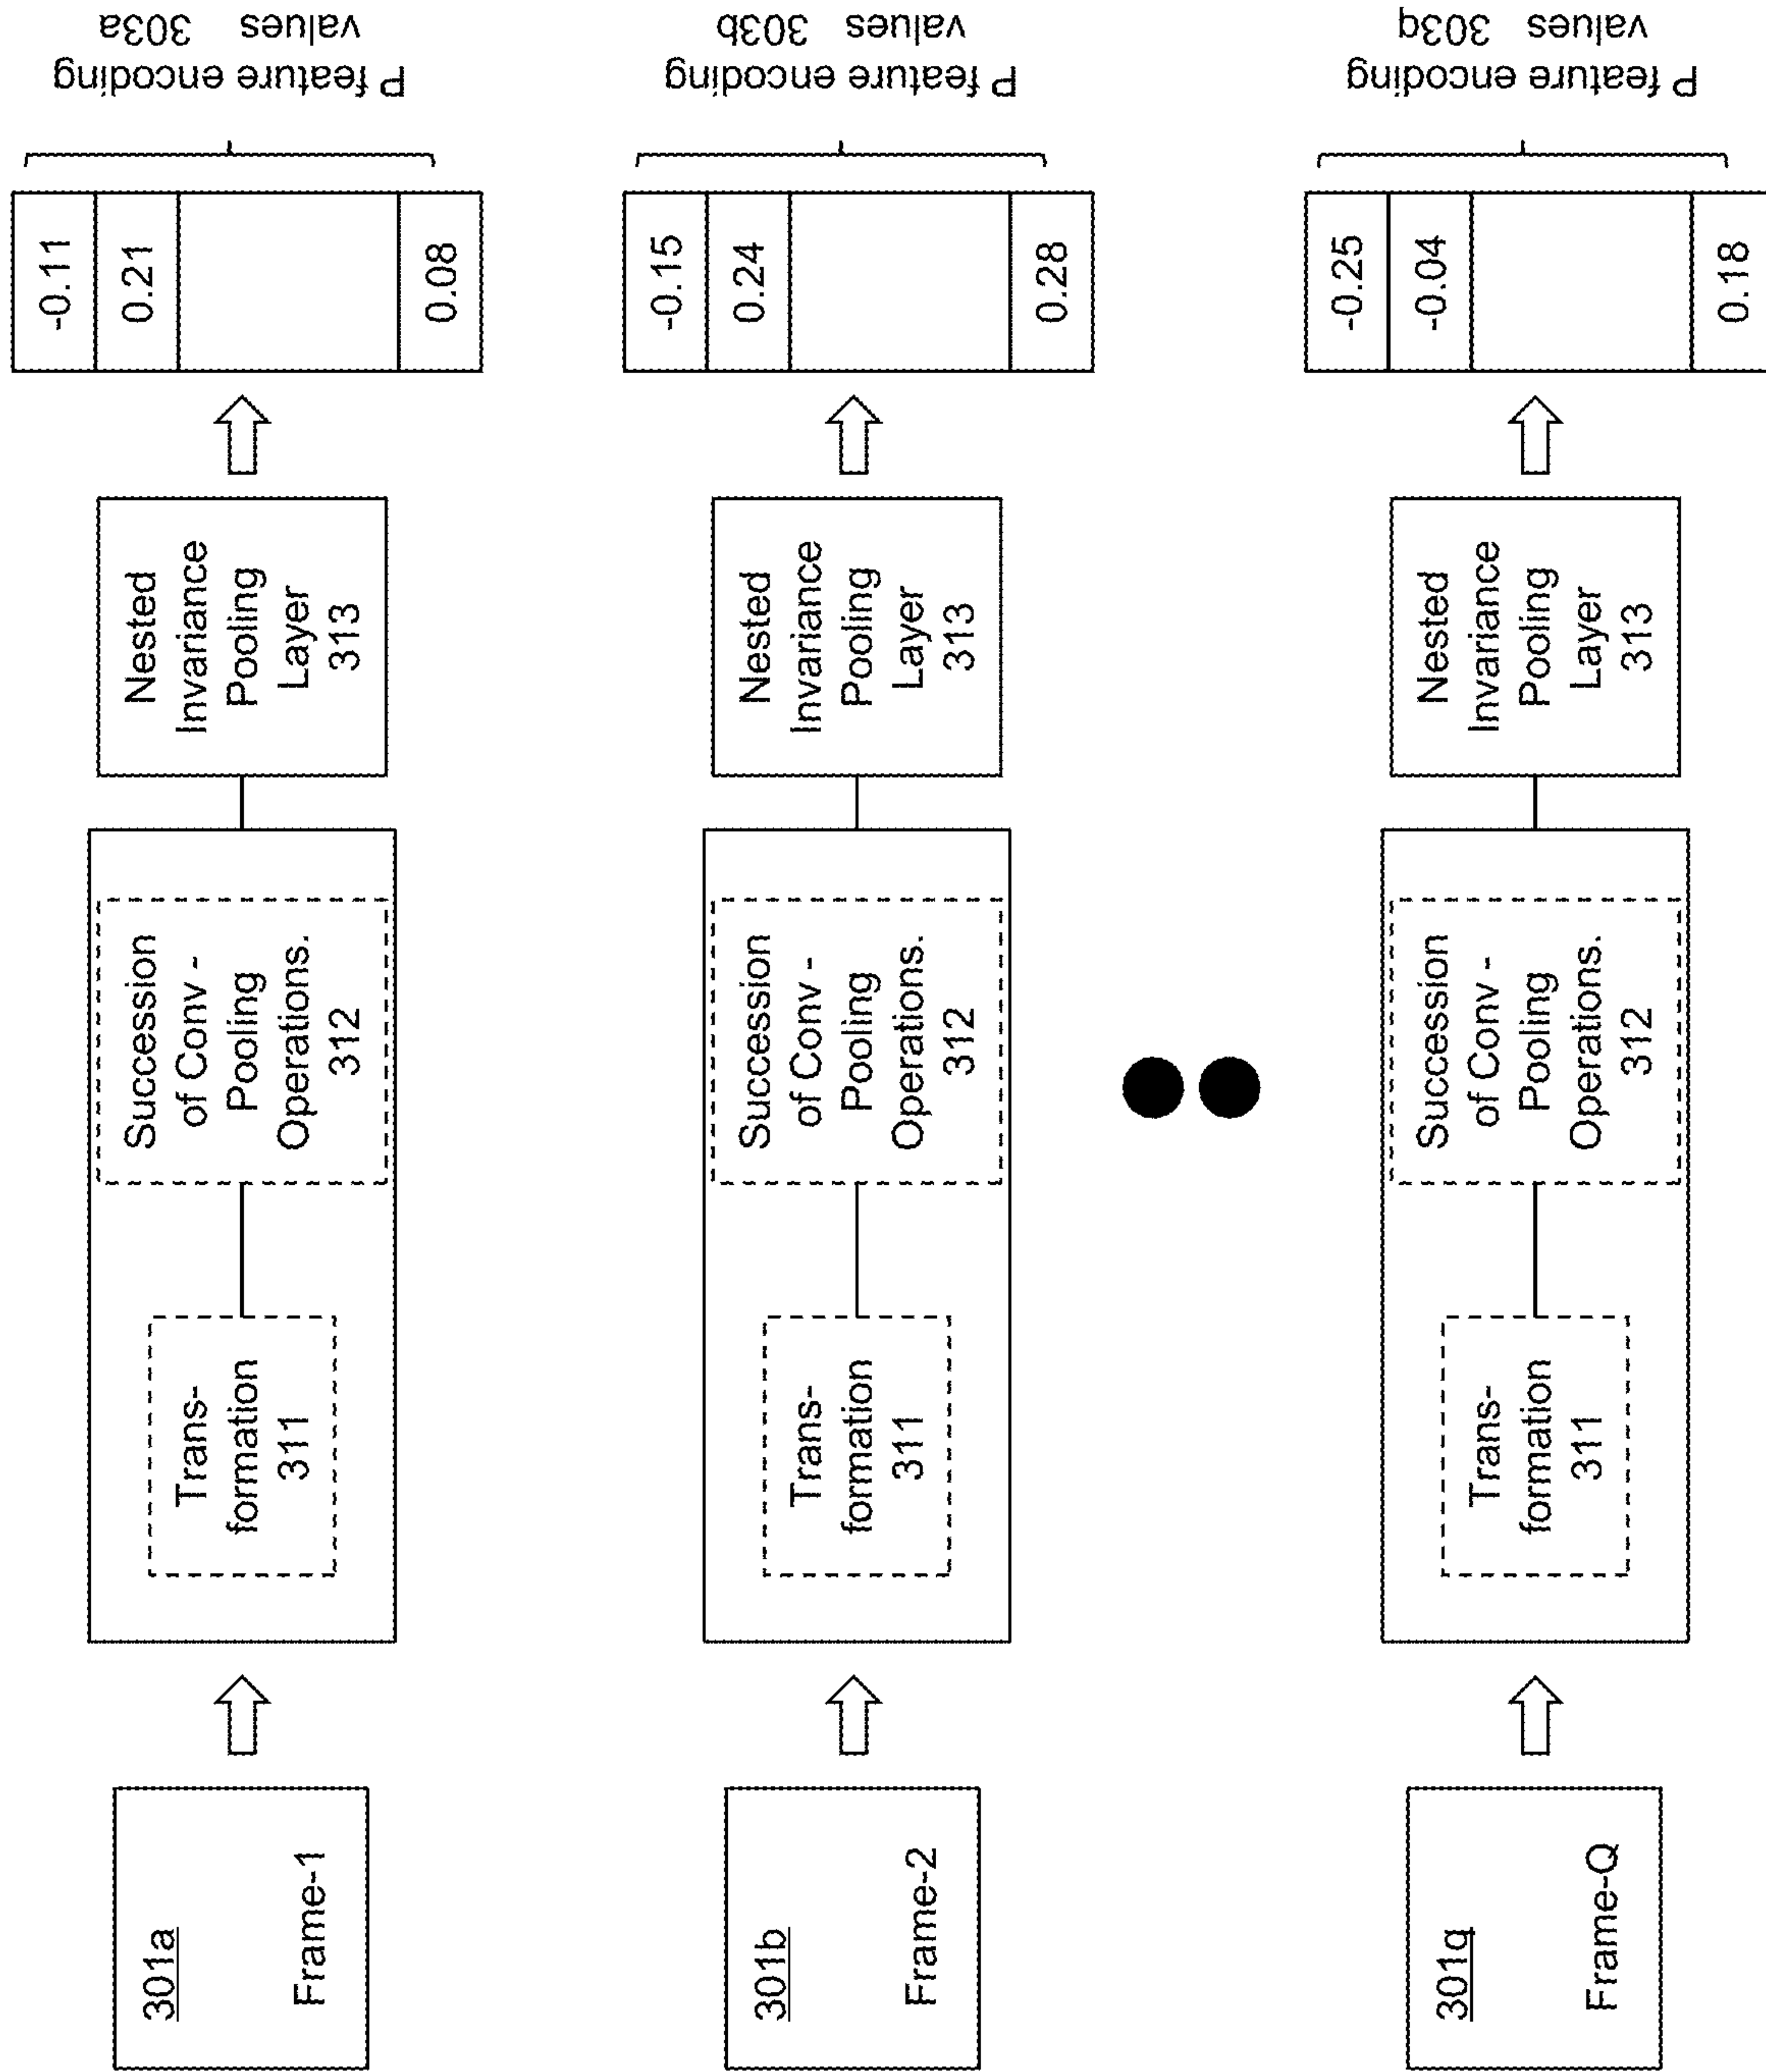 301a
Frame-1
Trans-
formation
311
Succession
of Conv -
Pooling
Operations.
312
Nested
Invariance
Pooling
Layer
313
-0.11
0.21
0.08
P feature encoding
values 303a
301b
Frame-2
Trans-
formation
311
Succession
of Conv -
Pooling
Operations.
312
Nested
Invariance
Pooling
Layer
313
-0.15
0.24
0.28
P feature encoding
values 303b
301q
Frame-Q
Trans-
formation
311
Succession
of Conv -
Pooling
Operations.
312
Nested
Invariance
Pooling
Layer
313
-0.25
-0.04
0.18
P feature encoding
values 303q